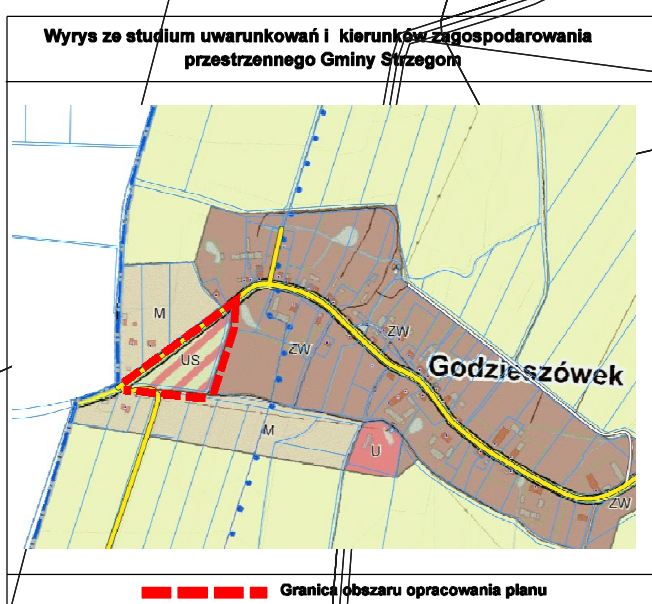 Wyrys ze studium uwarunkowań i kierunków zagospodarowania
przestrzennego Gminy Strzegom
M
US
ZW
ZW
Godzieszówek
M
U
ZW
Granica obszaru opracowania planu